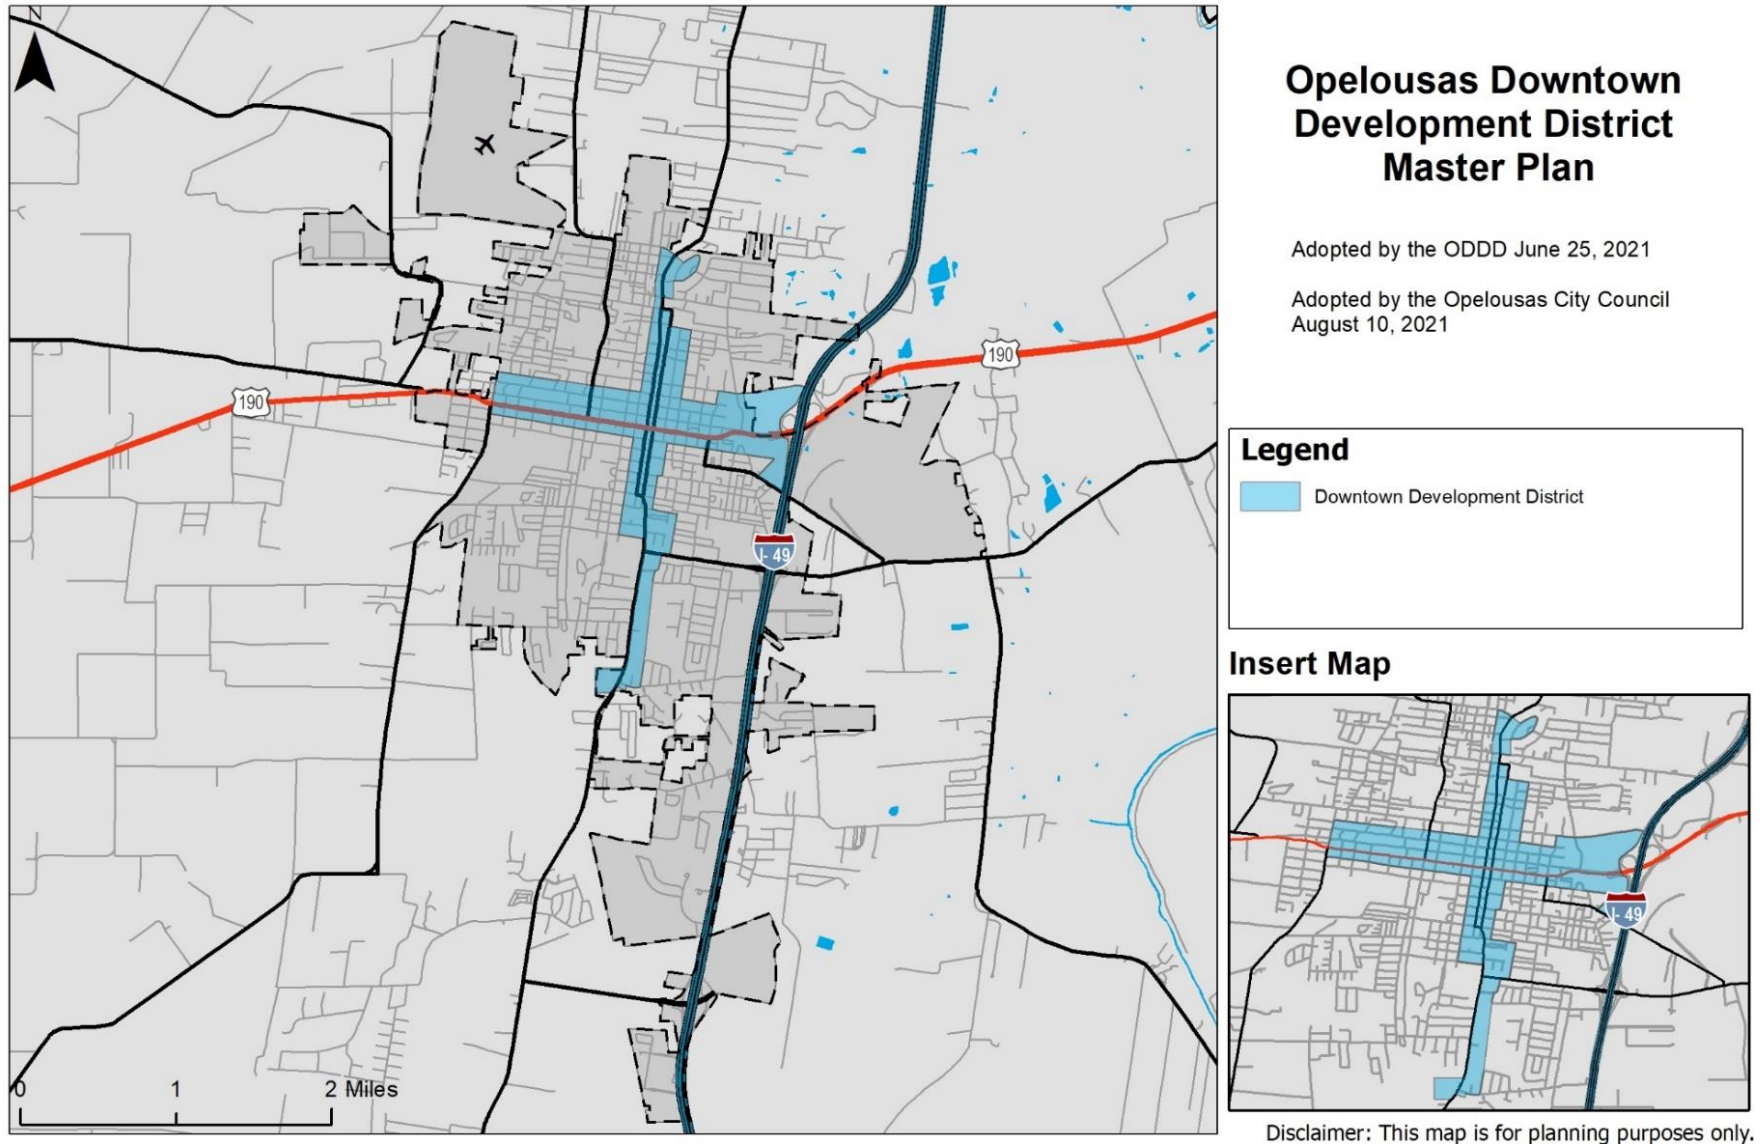 N
190
190
I-49
0 1 2 Miles
Opelousas Downtown
Development District
Master Plan
Adopted by the ODDD June 25, 2021
Adopted by the Opelousas City Council
August 10, 2021
Legend
Downtown Development District
Insert Map
I-49
Disclaimer: This map is for planning purposes only.